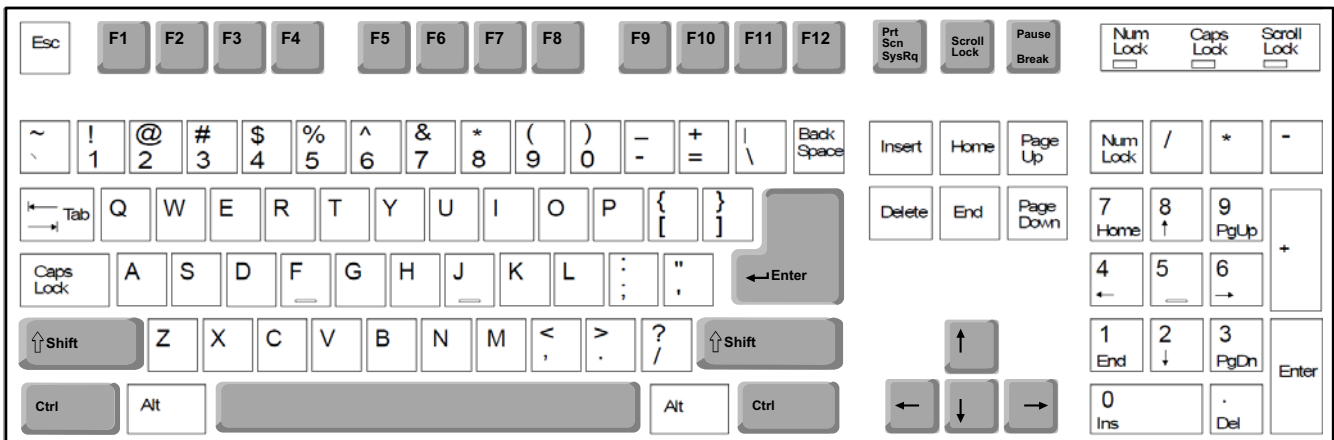 Esc F1 F2 F3 F4 F5 F6 F7 F8 F9 F10 F11 F12 Prt Scn SysRq Scroll Lock Pause Break Num Lock Caps Lock Scroll Lock
~ ! @ # $ % ^ & * ( ) _ + | Back Space Insert Home Page Up Num Lock / * -
` 1 2 3 4 5 6 7 8 9 0 - = \
Tab Q W E R T Y U I O P { [ } ] Delete End Page Down 7 Home 8 ↑ 9 PgUp +
Caps Lock A S D F G H J K L : ; " ' Enter 4 ← 5 6 →
Shift Z X C V B N M < , > . ? / Shift ↑ 1 End 2 ↓ 3 PgDn Enter
Ctrl Alt Alt Ctrl ← ↓ → 0 Ins . Del